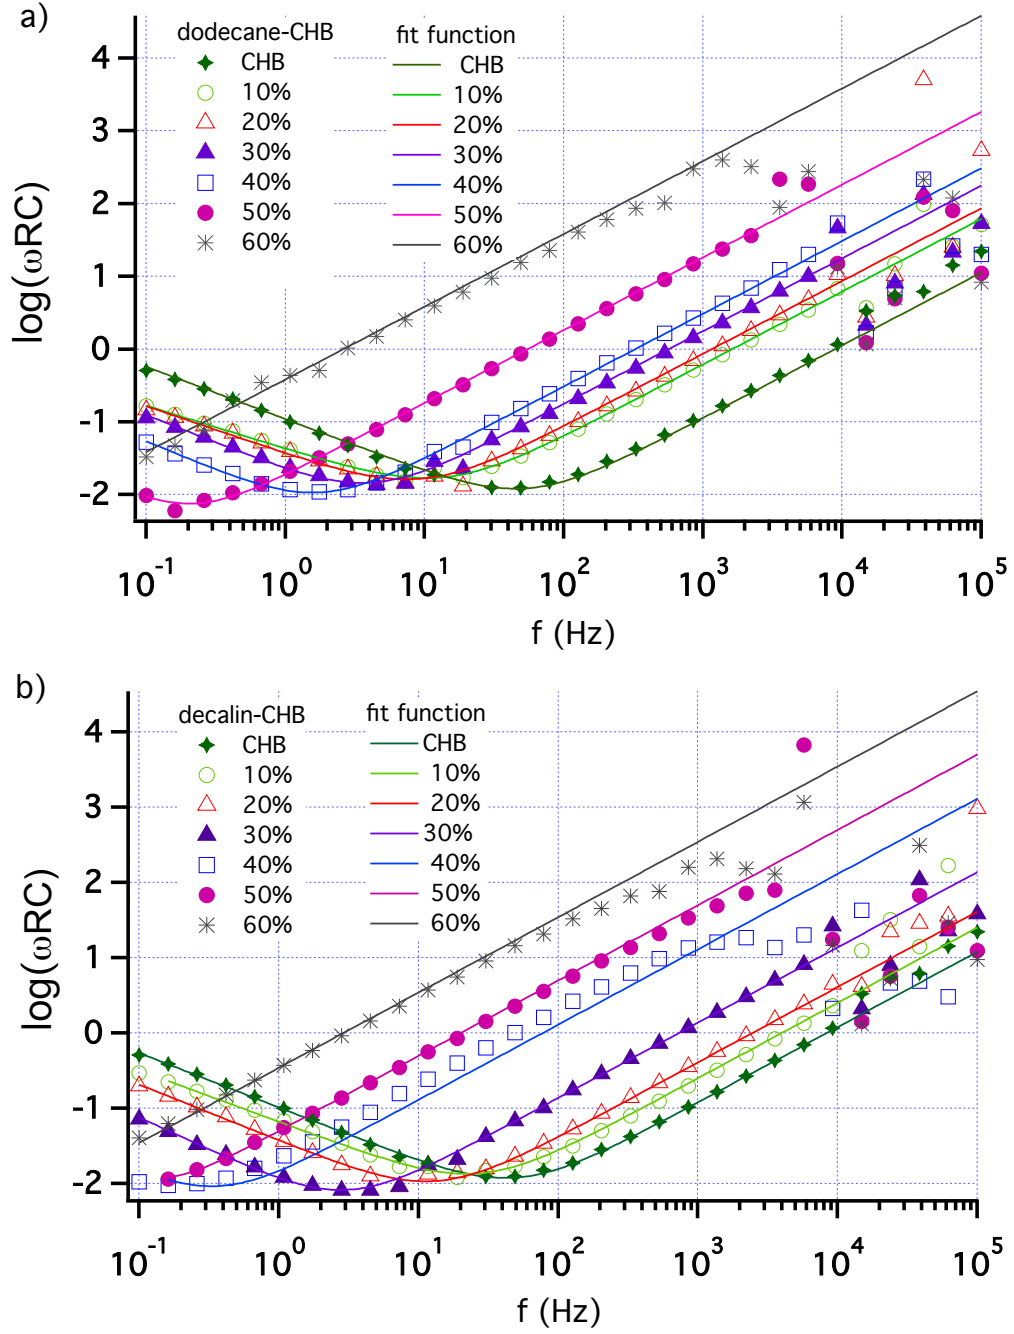 a)
dodecane-CHB fit function
CHB CHB
10% 10%
20% 20%
30% 30%
40% 40%
50% 50%
60% 60%
log(ωRC)
4
3
2
1
0
-1
-2
10^-1 10^0 10^1 10^2 10^3 10^4 10^5
f (Hz)
b)
decalin-CHB fit function
CHB CHB
10% 10%
20% 20%
30% 30%
40% 40%
50% 50%
60% 60%
log(ωRC)
4
3
2
1
0
-1
-2
10^-1 10^0 10^1 10^2 10^3 10^4 10^5
f (Hz)